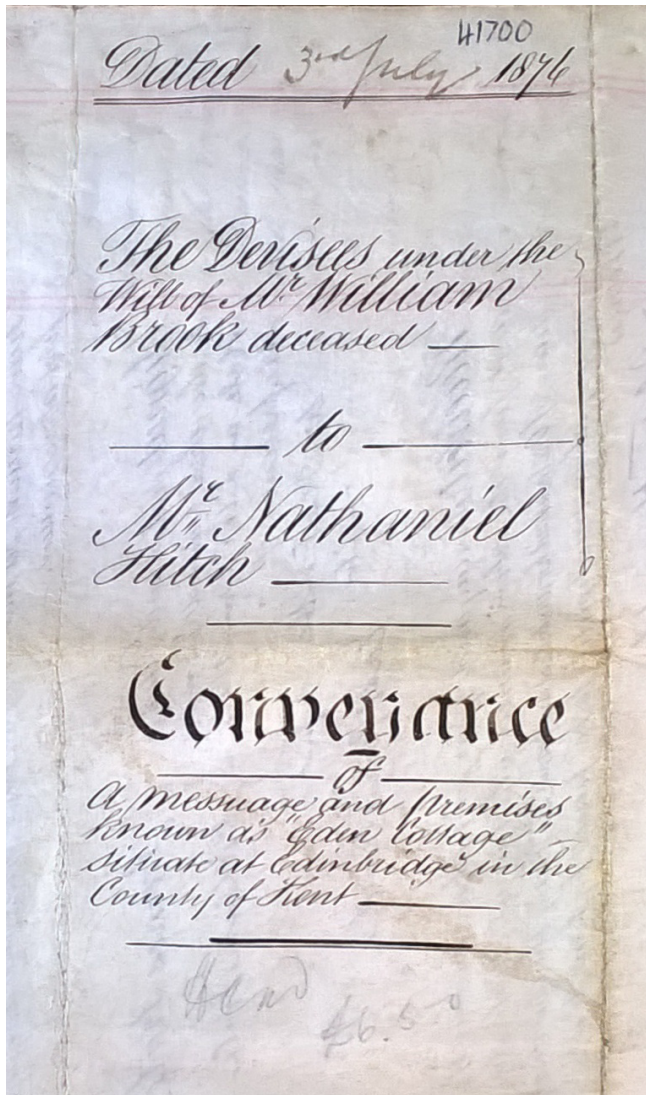 41700
Dated 3rd July 1876
The Devisees under the
Will of Mr. William
Brook deceased
to
Mr. Nathaniel
Hitch
Conveyance
of
A messuage and premises
known as "Eden Cottage"
situate at Edinbridge in the
County of Kent
£6.50